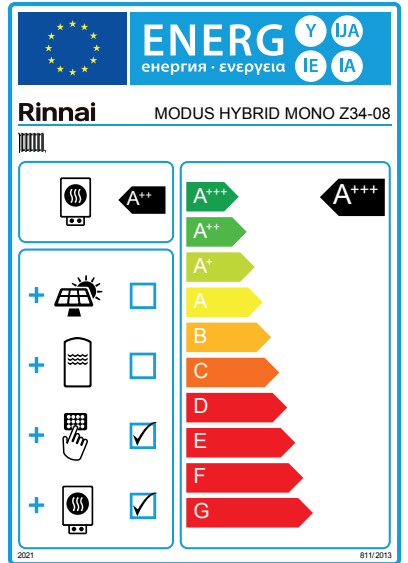 ENERG
Y IJA
енергия · ενεργεια
IE IA
Rinnai
MODUS HYBRID MONO Z34-08
A++
A+++
A+++
A++
A+
A
B
C
D
E
F
G
+
+
+
+
2021
811/2013